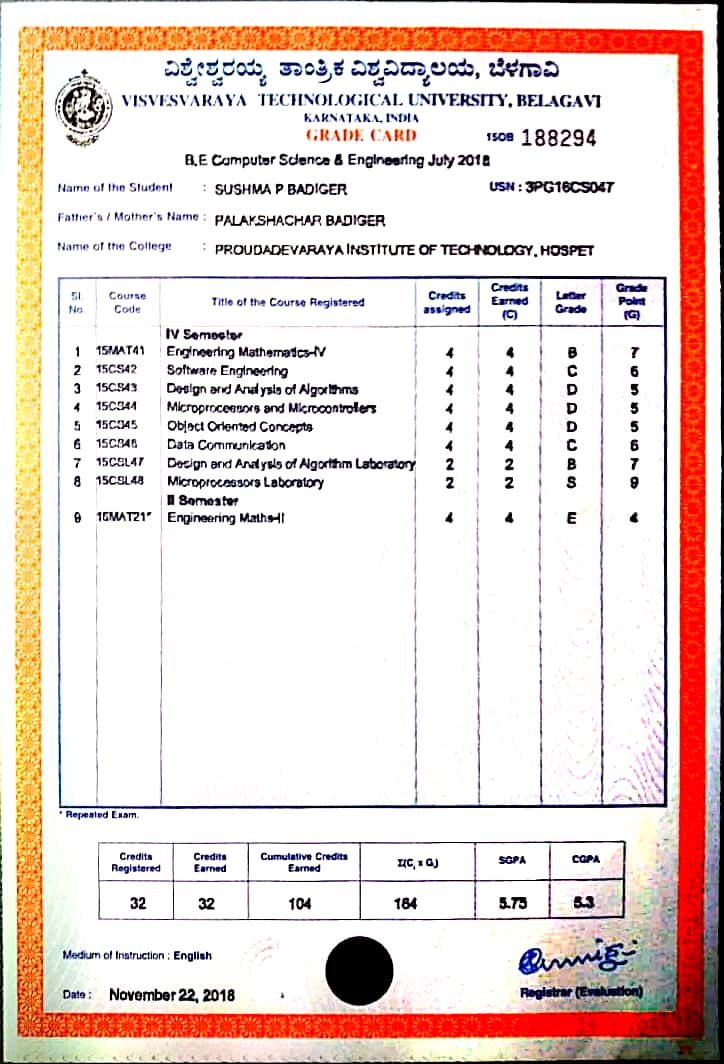 ವಿಶ್ವೇಶ್ವರಯ್ಯ ತಾಂತ್ರಿಕ ವಿಶ್ವವಿದ್ಯಾಲಯ, ಬೆಳಗಾವಿ
VISVESVARAYA TECHNOLOGICAL UNIVERSITY, BELAGAVI
KARNATAKA, INDIA
GRADE CARD 15OB 188294
B.E Computer Science & Engineering July 2018
Name of the Student : SUSHMA P BADIGER USN : 3PG16CS047
Father's / Mother's Name : PALAKSHACHAR BADIGER
Name of the College : PROUDADEVARAYA INSTITUTE OF TECHNOLOGY, HOSPET
Sl. No. Course Code Title of the Course Registered Credits assigned Credits Earned (C) Letter Grade Grade Point (G)
IV Semester
1 15MAT41 Engineering Mathematics-IV 4 4 B 7
2 15CS42 Software Engineering 4 4 C 6
3 15CS43 Design and Analysis of Algorithms 4 4 D 5
4 15CS44 Microprocessors and Microcontrollers 4 4 D 5
5 15CS45 Object Oriented Concepts 4 4 D 5
6 15CS46 Data Communication 4 4 C 6
7 15CSL47 Design and Analysis of Algorithm Laboratory 2 2 B 7
8 15CSL48 Microprocessors Laboratory 2 2 S 9
II Semester
9 15MAT21* Engineering Maths-II 4 4 E 4
* Repeated Exam.
Credits Registered Credits Earned Cumulative Credits Earned Σ(Ci x Gi) SGPA CGPA
32 32 104 184 5.75 5.3
Medium of Instruction : English
Date : November 22, 2018 Registrar (Evaluation)